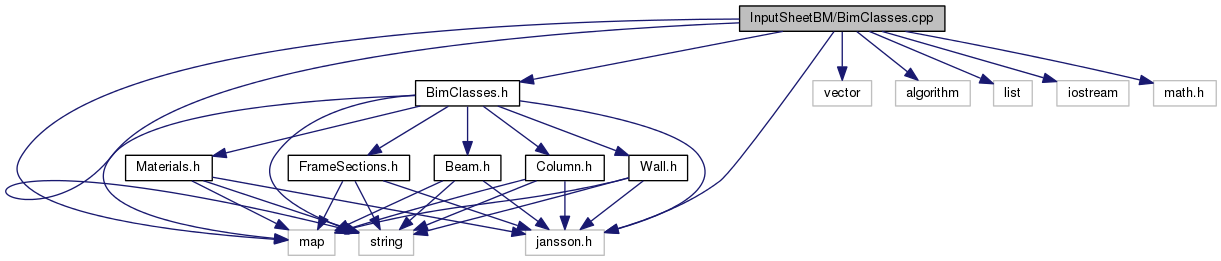 InputSheetBM/BimClasses.cpp
BimClasses.h
vector
algorithm
list
iostream
math.h
Materials.h
FrameSections.h
Beam.h
Column.h
Wall.h
map
string
jansson.h